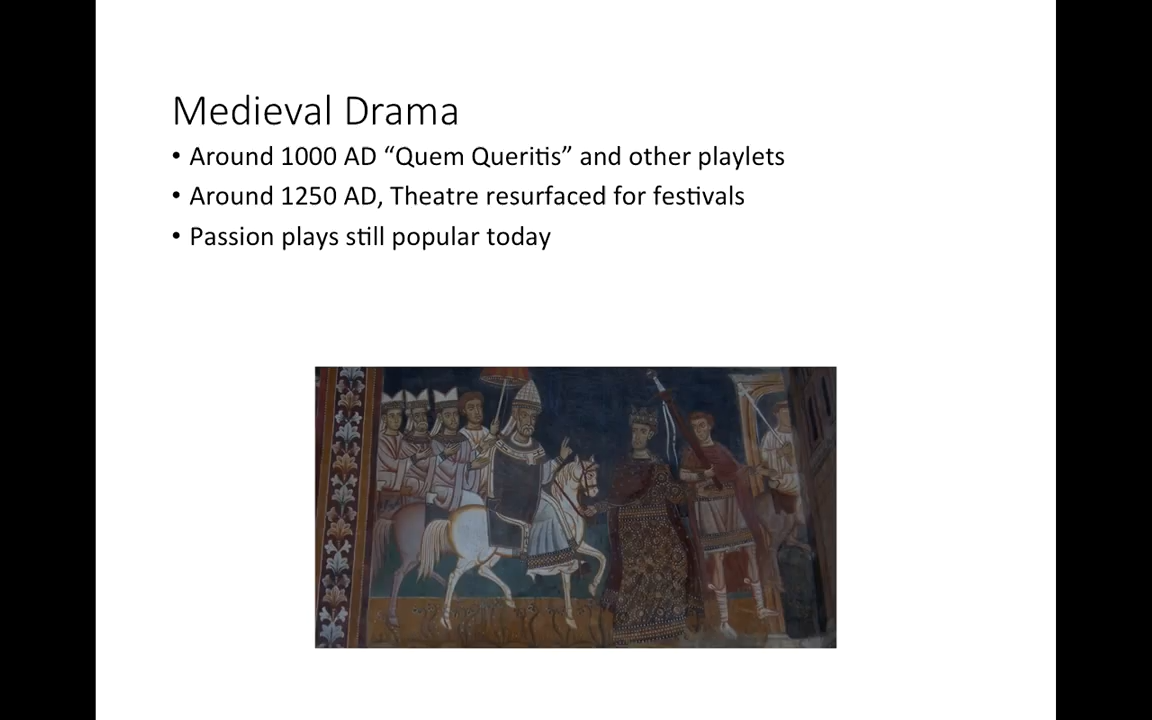 Medieval Drama
• Around 1000 AD “Quem Queritis” and other playlets
• Around 1250 AD, Theatre resurfaced for festivals
• Passion plays still popular today